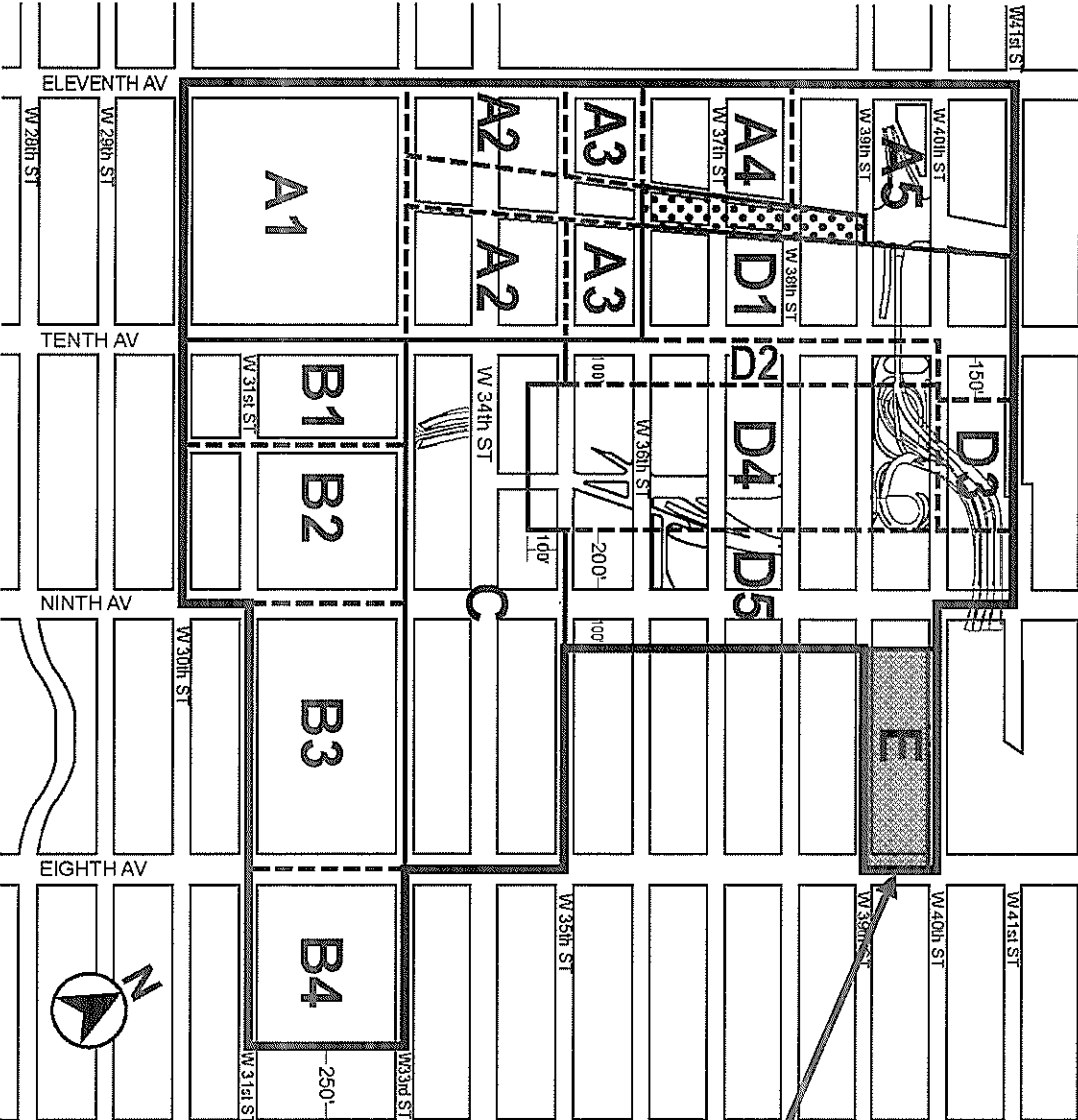 W41st S
ELEVENTH AV
W 28th ST
W 29th ST
A2
A3
W 37th ST
A4
W 39th ST
A5
W 40th ST
A1
A2
A3
D1
W 38th ST
TENTH AV
W 31st ST
B1
W 34th ST
100'
D2
150'
B2
W 36th ST
D4
D3
100'
200'
D5
NINTH AV
C
100'
W 30th ST
B3
E
EIGHTH AV
W 35th ST
W 39th ST
W 40th ST
W 41st ST
B4
N
W 31st ST
250'
W33rd ST